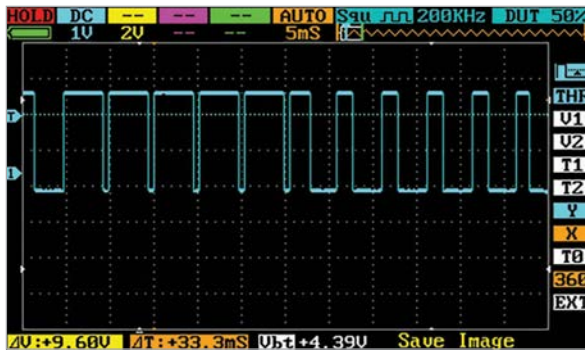 HOLD DC -- -- -- AUTO Squ 200KHz DUT 50%
1V 2V -- -- 5mS
T
1
THR
V1
V2
T1
T2
Y
X
T0
360
EXT
ΔV:+9.60V ΔT:+33.3mS Vbt+4.39V Save Image